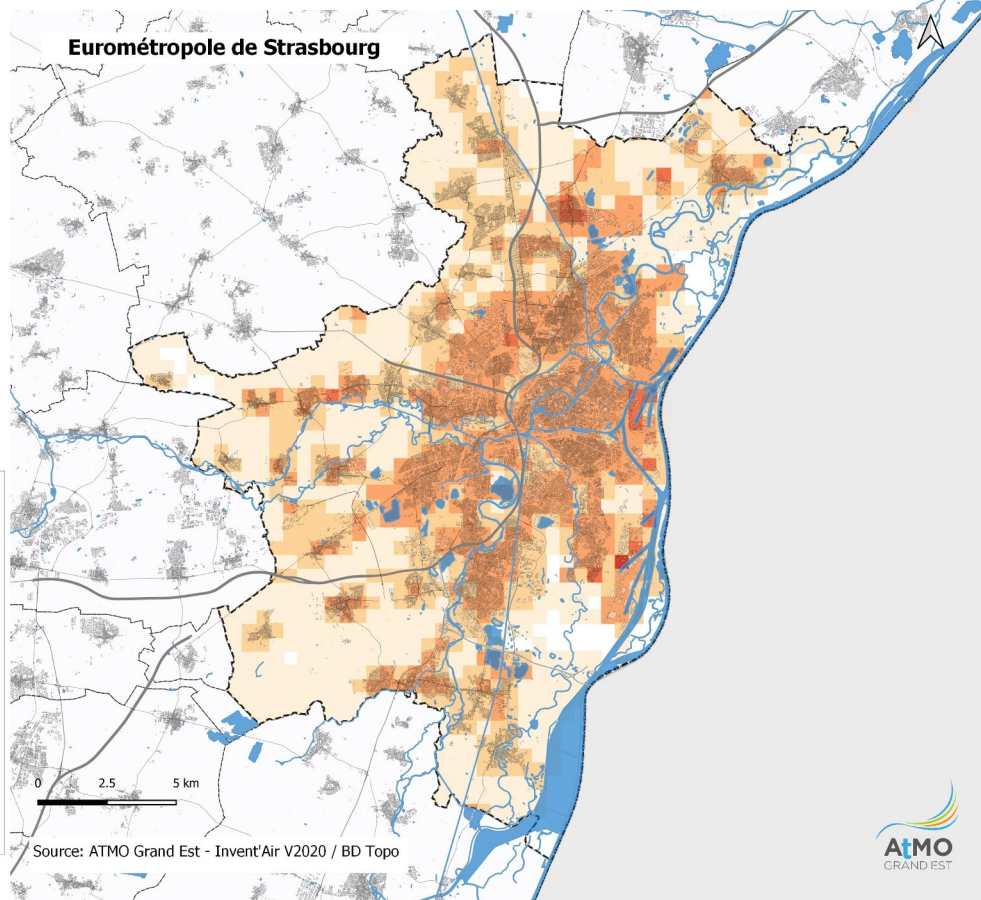 Eurométropole de Strasbourg
0 2.5 5 km
Source: ATMO Grand Est - Invent'Air V2020 / BD Topo
AtMO
GRAND EST